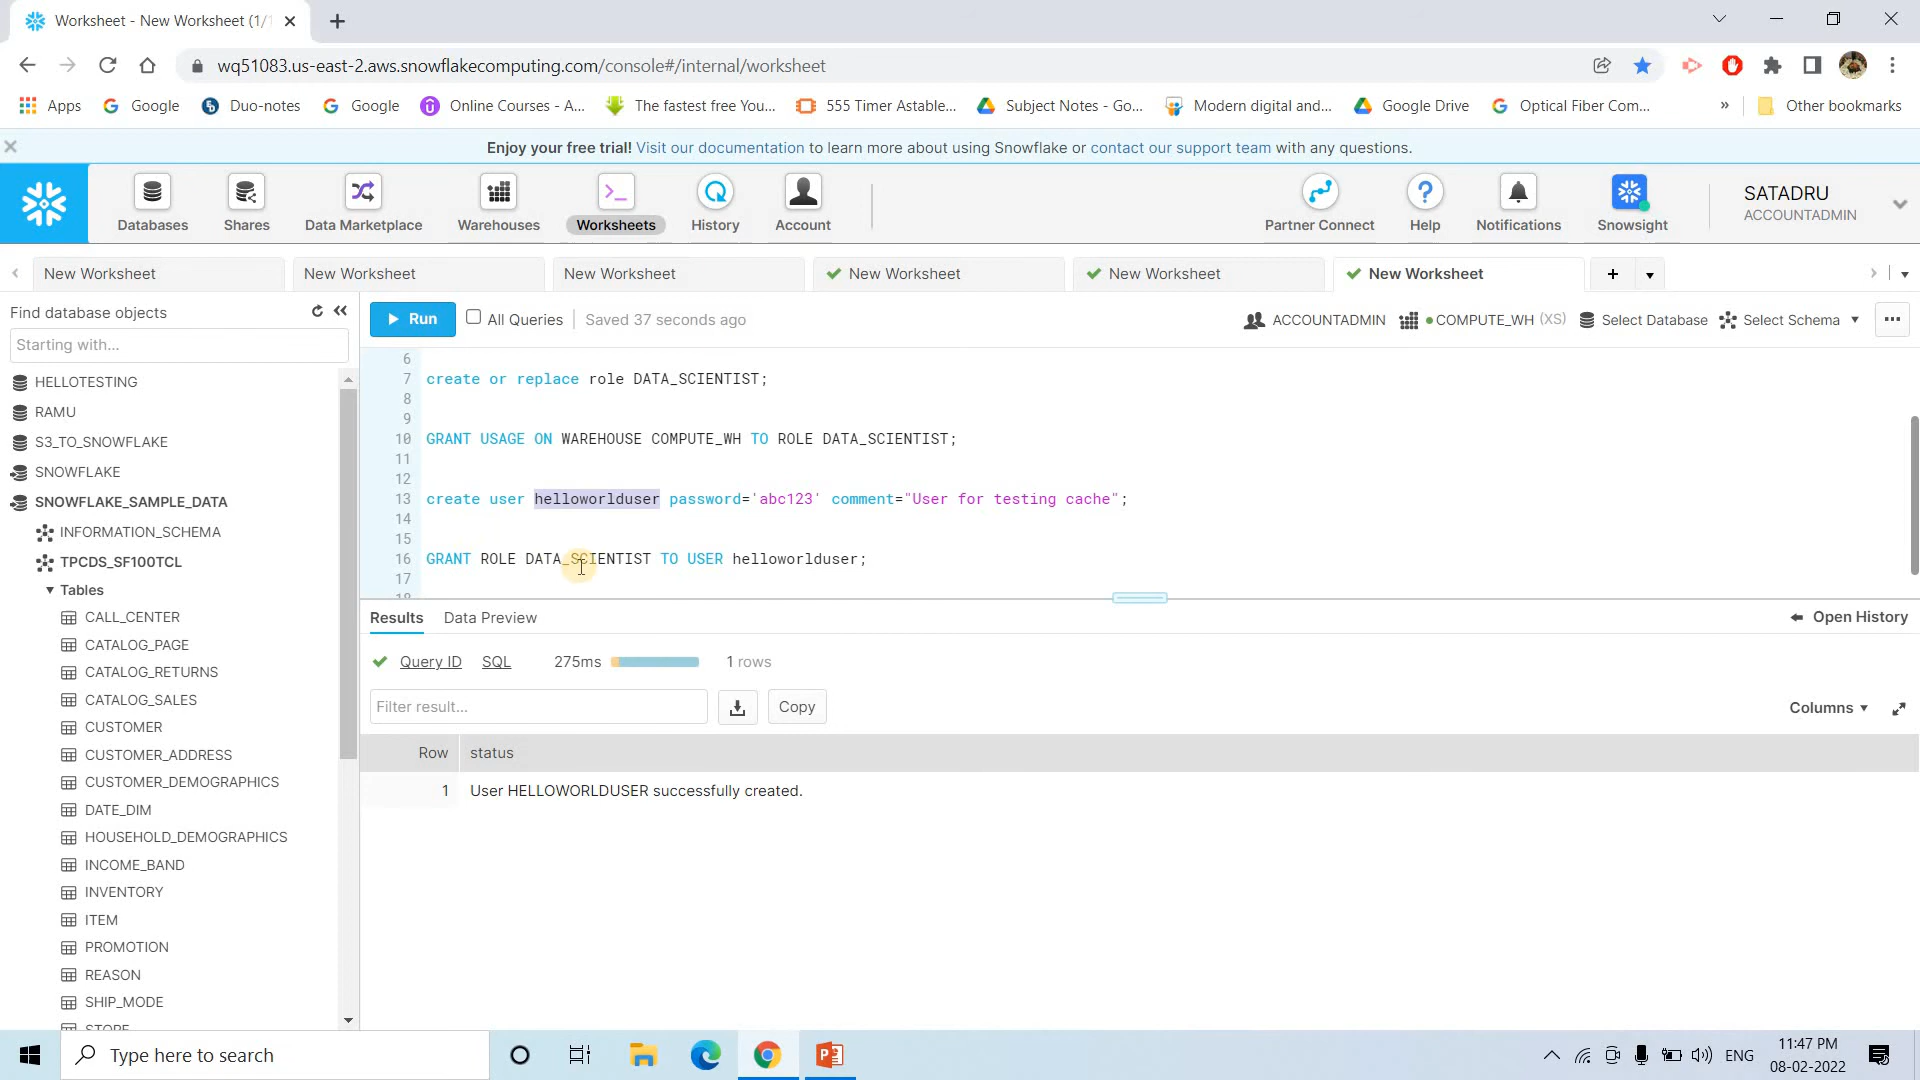 Worksheet - New Worksheet (1/1
wq51083.us-east-2.aws.snowflakecomputing.com/console#/internal/worksheet
Apps
Google
Duo-notes
Google
Online Courses - A...
The fastest free You...
555 Timer Astable...
Subject Notes - Go...
Modern digital and...
Google Drive
Optical Fiber Com...
»
Other bookmarks
Enjoy your free trial! Visit our documentation to learn more about using Snowflake or contact our support team with any questions.
Databases
Shares
Data Marketplace
Warehouses
Worksheets
History
Account
Partner Connect
Help
Notifications
Snowsight
SATADRU
ACCOUNTADMIN
New Worksheet
New Worksheet
New Worksheet
New Worksheet
New Worksheet
New Worksheet
Find database objects
Starting with...
HELLOTESTING
RAMU
S3_TO_SNOWFLAKE
SNOWFLAKE
SNOWFLAKE_SAMPLE_DATA
INFORMATION_SCHEMA
TPCDS_SF100TCL
Tables
CALL_CENTER
CATALOG_PAGE
CATALOG_RETURNS
CATALOG_SALES
CUSTOMER
CUSTOMER_ADDRESS
CUSTOMER_DEMOGRAPHICS
DATE_DIM
HOUSEHOLD_DEMOGRAPHICS
INCOME_BAND
INVENTORY
ITEM
PROMOTION
REASON
SHIP_MODE
STORE
Run
All Queries
Saved 37 seconds ago
ACCOUNTADMIN
COMPUTE_WH (XS)
Select Database
Select Schema
6
7 create or replace role DATA_SCIENTIST;
8
9
10 GRANT USAGE ON WAREHOUSE COMPUTE_WH TO ROLE DATA_SCIENTIST;
11
12
13 create user helloworlduser password='abc123' comment="User for testing cache";
14
15
16 GRANT ROLE DATA_SCIENTIST TO USER helloworlduser;
17
18
Results
Data Preview
Open History
Query ID
SQL
275ms
1 rows
Filter result...
Copy
Columns
Row status
1 User HELLOWORLDUSER successfully created.
Type here to search
ENG
11:47 PM
08-02-2022